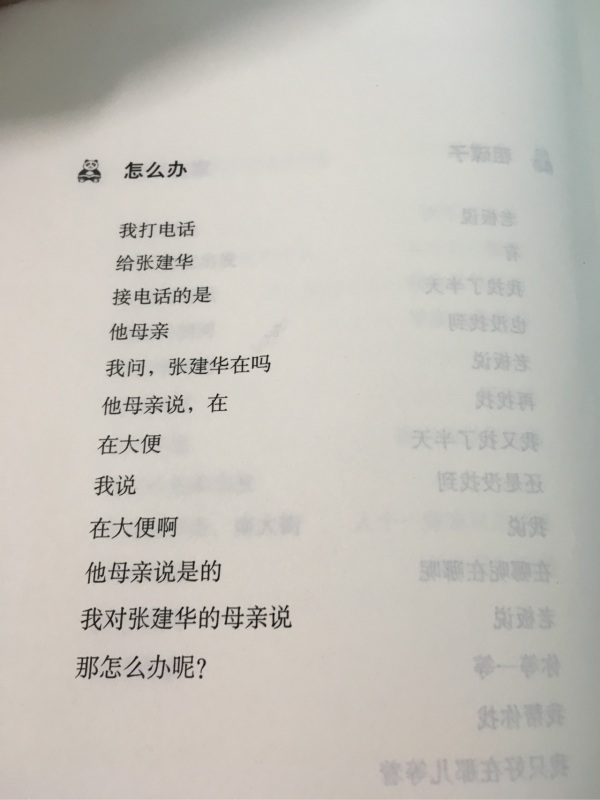 怎么办
我打电话
给张建华
接电话的是
他母亲
我问，张建华在吗
他母亲说，在
在大便
我说
在大便啊
他母亲说是的
我对张建华的母亲说
那怎么办呢？